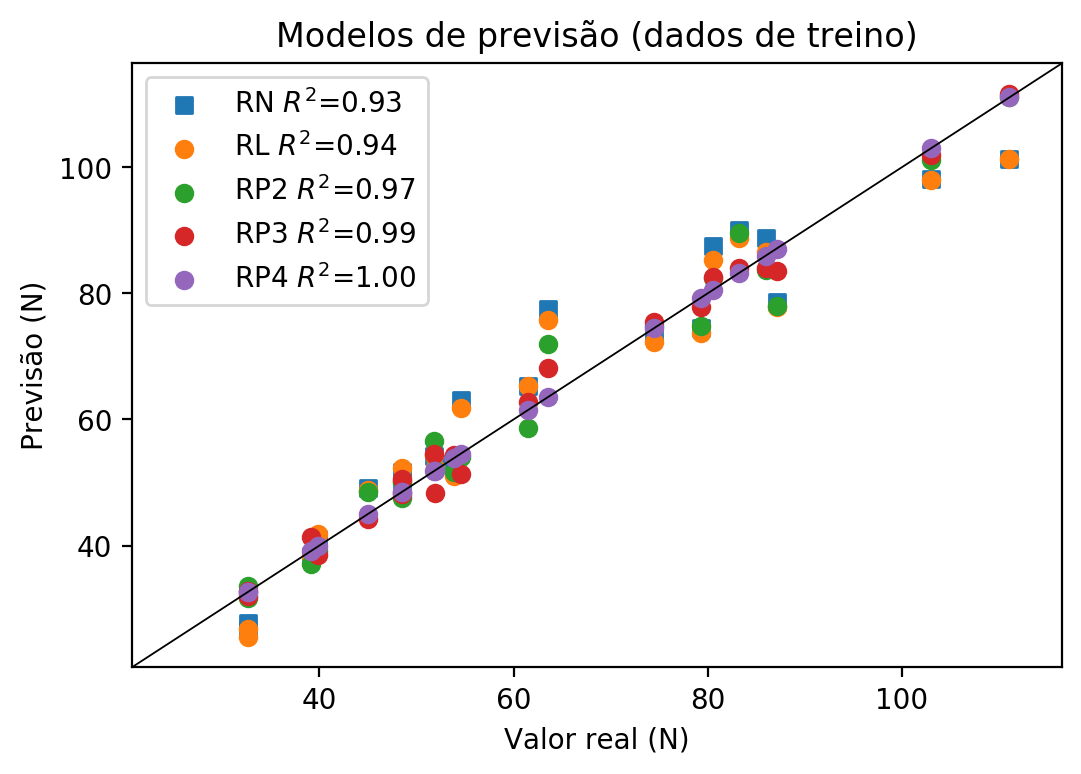 Modelos de previsão (dados de treino)
RN R²=0.93
RL R²=0.94
RP2 R²=0.97
RP3 R²=0.99
RP4 R²=1.00
Previsão (N)
100
80
60
40
40 60 80 100
Valor real (N)